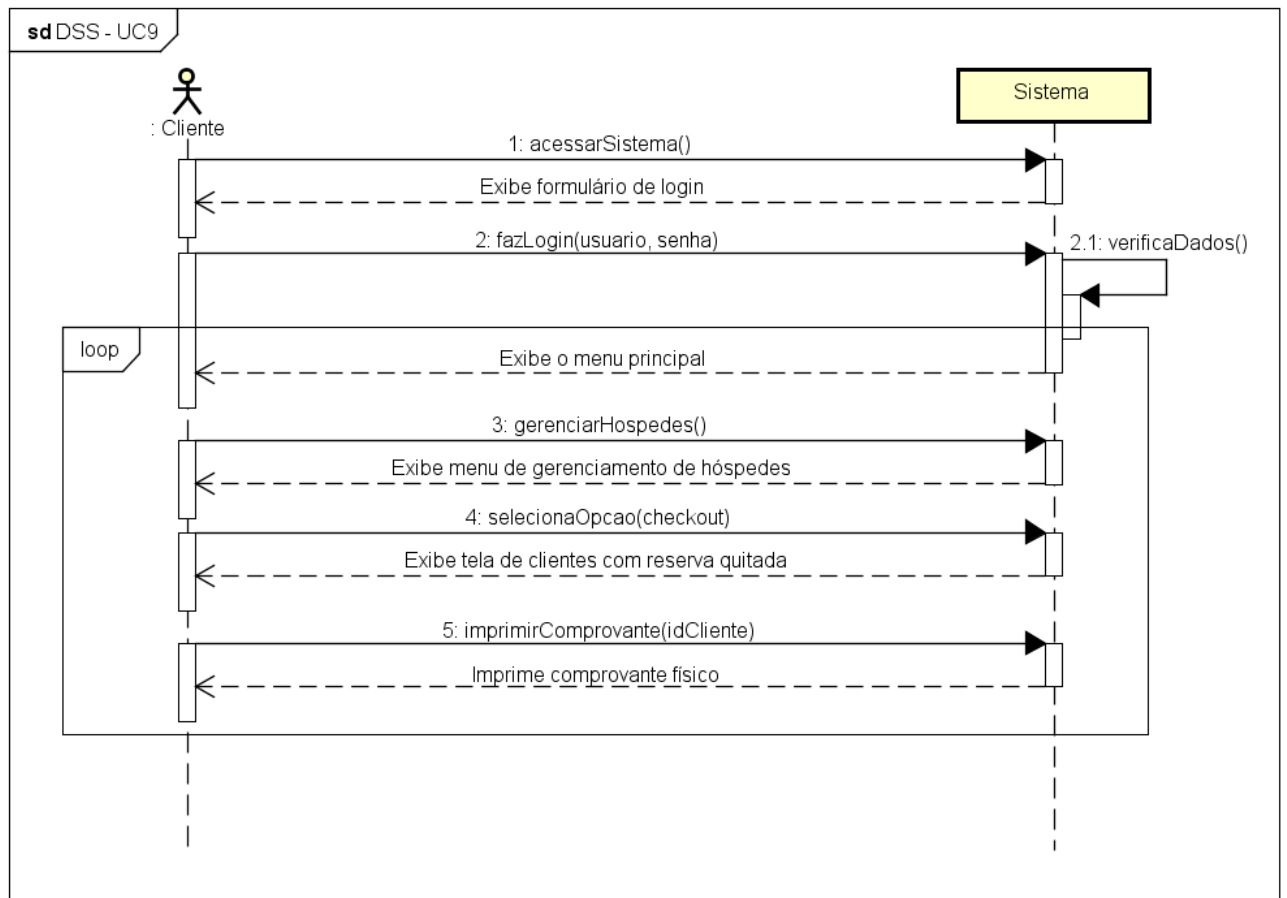 sd DSS - UC9
: Cliente
Sistema
1: acessarSistema()
Exibe formulário de login
2: fazLogin(usuario, senha)
2.1: verificaDados()
loop
Exibe o menu principal
3: gerenciarHospedes()
Exibe menu de gerenciamento de hóspedes
4: selecionaOpcao(checkout)
Exibe tela de clientes com reserva quitada
5: imprimirComprovante(idCliente)
Imprime comprovante físico